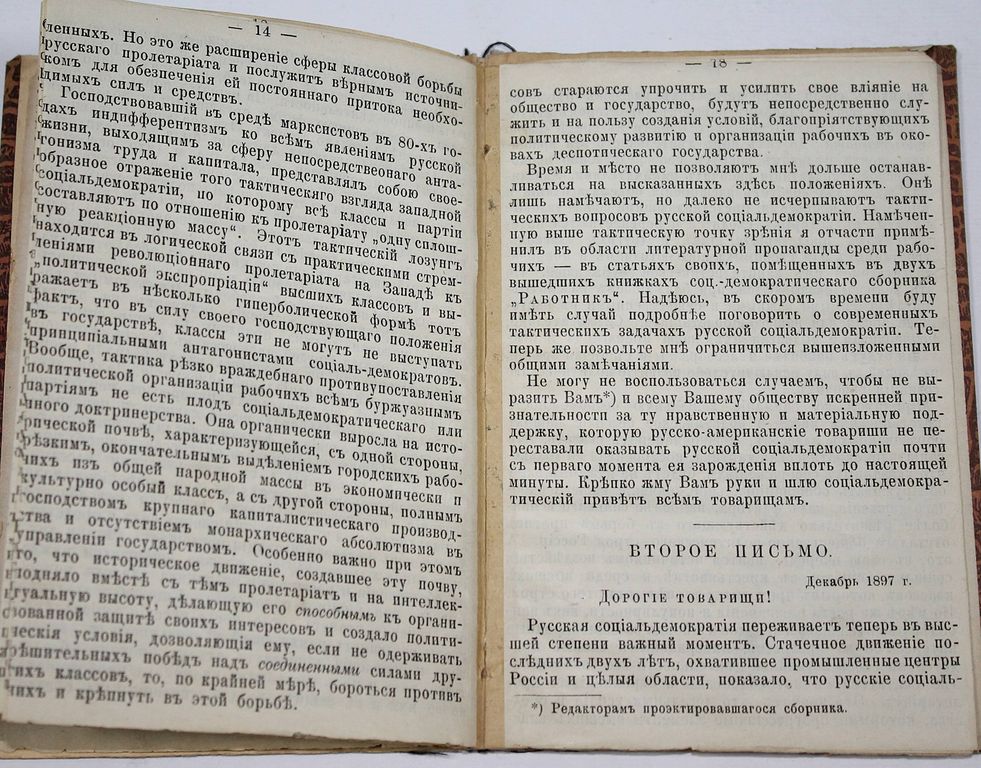 — 14 —
ленныхъ. Но это же расширеніе сферы классовой борьбы
русскаго пролетаріата и послужитъ вѣрнымъ источни-
комъ для обезпеченія ей постояннаго притока необхо-
димыхъ силъ и средствъ.
Господствовавшій въ средѣ марксистовъ въ 80-хъ го-
дахъ индифферентизмъ ко всѣмъ явленіямъ русской
жизни, выходящимъ за сферу непосредственаго анта-
гонизма труда и капитала, представлялъ собою свое-
образное отраженіе того тактическаго взгляда западной
соціальдемократіи, по которому всѣ классы и партіи
составляютъ по отношенію къ пролетаріату „одну сплош-
ную реакціонную массу“. Этотъ тактическій лозунгъ
находится въ логической связи съ практическими стрем-
леніями революціоннаго пролетаріата на Западѣ къ
„политической экспропріаціи“ высшихъ классовъ и вы-
ражаетъ въ нѣсколько гиперболической формѣ тотъ
фактъ, что въ силу своего господствующаго положенія
въ государствѣ, классы эти не могутъ не выступать
принципіальными антагонистами соціаль-демократовъ.
Вообще, тактика рѣзко враждебнаго противупоставленія
политической организаціи рабочихъ всѣмъ буржуазнымъ
партіямъ не есть плодъ соціальдемократическаго или
иного доктринерства. Она органически выросла на исто-
рической почвѣ, характеризующейся, съ одной стороны,
рѣзкимъ, окончательнымъ выдѣленіемъ городскихъ рабо-
чихъ изъ общей народной массы въ экономически и
культурно особый классъ, а съ другой стороны, полнымъ
господствомъ крупнаго капиталистическаго производ-
ства и отсутствіемъ монархическаго абсолютизма въ
управленіи государствомъ. Особенно важно при этомъ
то, что историческое движеніе, создавшее эту почву,
подняло вмѣстѣ съ тѣмъ пролетаріатъ и на интеллек-
туальную высоту, дѣлающую его способнымъ къ органи-
зованной защитѣ своихъ интересовъ и создало полити-
ческія условія, дозволяющія ему, если не одерживать
рѣшительныхъ побѣдъ надъ соединенными силами дру-
гихъ классовъ, то, по крайней мѣрѣ, бороться противъ
нихъ и крѣпнуть въ этой борьбѣ.
— 18 —
совъ стараются упрочить и усилить свое вліяніе на
общество и государство, будутъ непосредственно слу-
жить и на пользу созданія условій, благопріятствующихъ
политическому развитію и организаціи рабочихъ въ око-
вахъ деспотическаго государства.
Время и мѣсто не позволяютъ мнѣ дольше останав-
ливаться на высказанныхъ здѣсь положеніяхъ. Онѣ
лишь намѣчаютъ, но далеко не исчерпываютъ такти-
ческихъ вопросовъ русской соціальдемократіи. Намѣчен-
ную выше тактическую точку зрѣнія я отчасти примѣ-
нилъ въ области литературной пропаганды среди рабо-
чихъ — въ статьяхъ своихъ, помѣщенныхъ въ двухъ
вышедшихъ книжкахъ соц.-демократическаго сборника
„Работникъ“. Надѣюсь, въ скоромъ времени буду
имѣть случай подробнѣе поговорить о современныхъ
тактическихъ задачахъ русской соціальдемократіи. Те-
перь же позвольте мнѣ ограничиться вышеизложенными
общими замѣчаніями.
Не могу не воспользоваться случаемъ, чтобы не вы-
разить Вамъ*) и всему Вашему обществу искренней при-
знательности за ту нравственную и матеріальную под-
держку, которую русско-американскіе товарищи не пе-
реставали оказывать русской соціальдемократіи почти
съ перваго момента ея зарожденія вплоть до настоящей
минуты. Крѣпко жму Вамъ руки и шлю соціальдемокра-
тическій привѣтъ всѣмъ товарищамъ.
ВТОРОЕ ПИСЬМО.
Декабрь 1897 г.
Дорогіе товарищи!
Русская соціальдемократія переживаетъ теперь въ выс-
шей степени важный моментъ. Стачечное движеніе по-
слѣднихъ двухъ лѣтъ, охватившее промышленные центры
Россіи и цѣлыя области, показало, что русскіе соціаль-
*) Редакторамъ проэктировавшагося сборника.